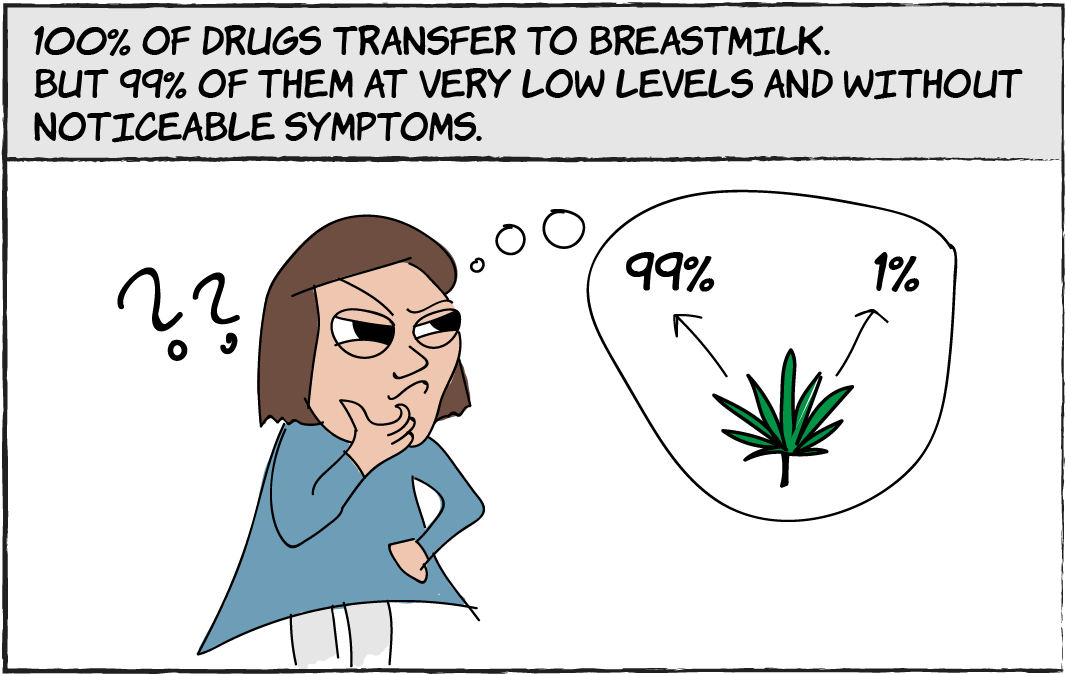 100% OF DRUGS TRANSFER TO BREASTMILK.
BUT 99% OF THEM AT VERY LOW LEVELS AND WITHOUT
NOTICEABLE SYMPTOMS.
??
99% 1%